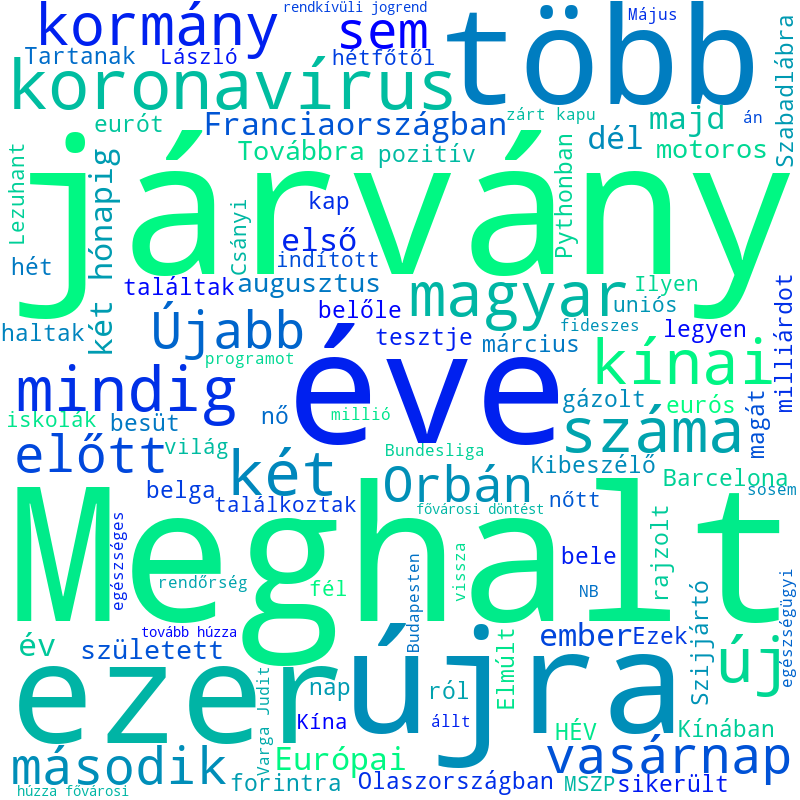 rendkívüli jogrend
kormány
sem
több
Május
Szabadlábra
Tartanak
László
hétfőtől
koronavírus
eurót
Franciaországban
zárt kapu
án
majd
dél
motoros
Továbbra
pozitív
Pythonban
Lezuhant
járvány
két hónapig
Csányi
kap
első
indított
hét
találtak
augusztus
magyar
Ilyen
uniós
milliárdot
haltak
Újabb
belőle
tesztje
március
fideszes
legyen
programot
éve
kínai
mindig
gázolt
eurós
magát
iskolák
besüt
nő
millió
száma
előtt
világ
két
Bundesliga
Kibeszélő
Barcelona
Orbán
belga
találkoztak
fővárosi döntést
nőtt
sosem
Meghalt
egészséges
rendőrség
fél
vissza
bele
NB
rajzolt
egészségügyi
Szijjártó
Budapesten
tovább húzza
év
született
Elmúlt
ember
Ezek
új
ezer
újra
Varga Judit
nap
ról
Kína
állt
HÉV
Kínában
második
Európai
vasárnap
forintra
Olaszországban
MSZP
sikerült
húzza fővárosi